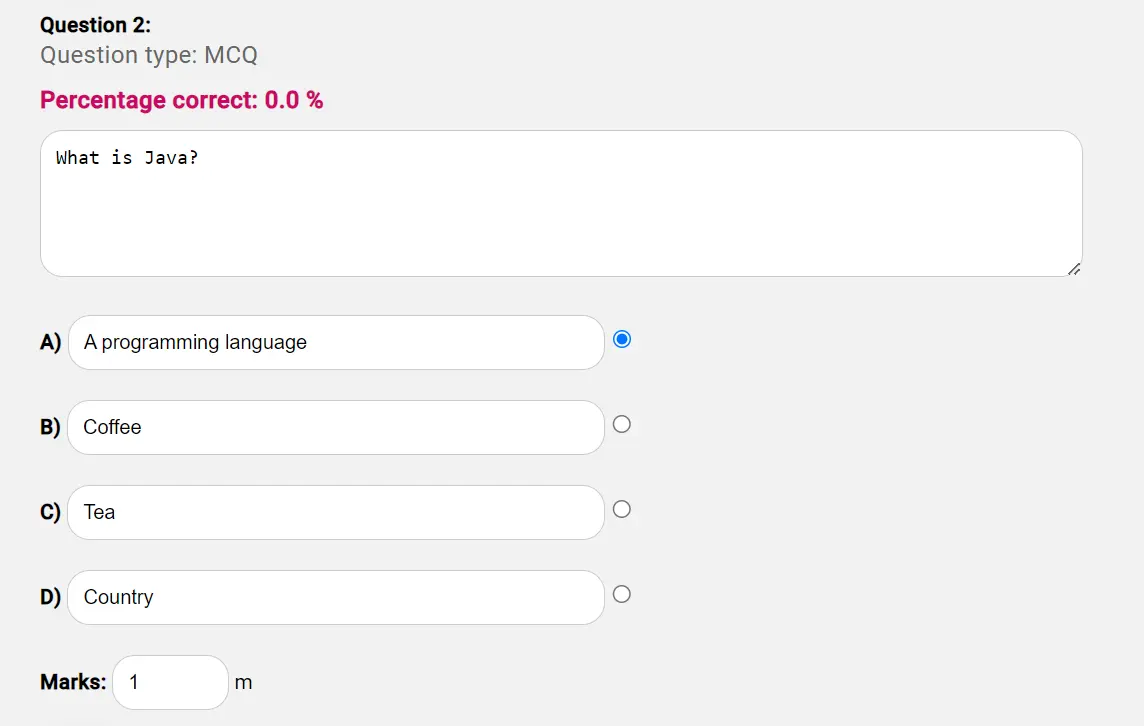 Question 2:
Question type: MCQ
Percentage correct: 0.0 %
What is Java?
A) A programming language
B) Coffee
C) Tea
D) Country
Marks: 1 m